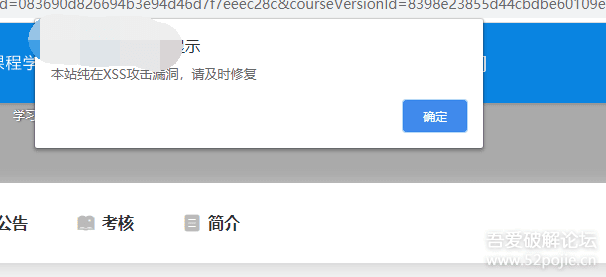 d=083690d826694b3e94d46d7f7eeec28c&courseVersionId=8398e23855d44cbdbe60109e
示
课程学
本站纯在XSS攻击漏洞，请及时修复
确定
学习
公告 考核 简介
吾爱破解论坛
www.52pojie.cn